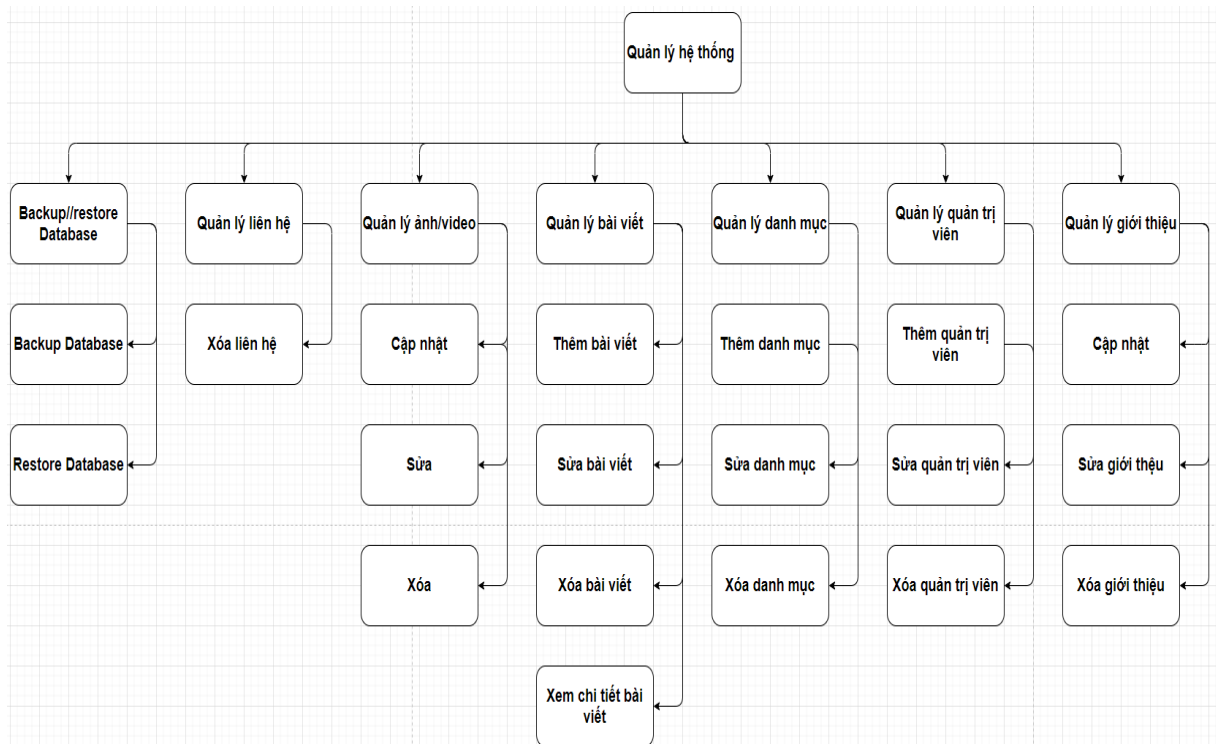 Quản lý hệ thống
Backup//restore
Database
Quản lý liên hệ
Quản lý ảnh/video
Quản lý bài viết
Quản lý danh mục
Quản lý quản trị
viên
Quản lý giới thiệu
Backup Database
Xóa liên hệ
Cập nhật
Thêm bài viết
Thêm danh mục
Thêm quản trị
viên
Cập nhật
Restore Database
Sửa
Sửa bài viết
Sửa danh mục
Sửa quản trị viên
Sửa giới thệu
Xóa
Xóa bài viết
Xóa danh mục
Xóa quản trị viên
Xóa giới thiệu
Xem chi tiết bài
viết